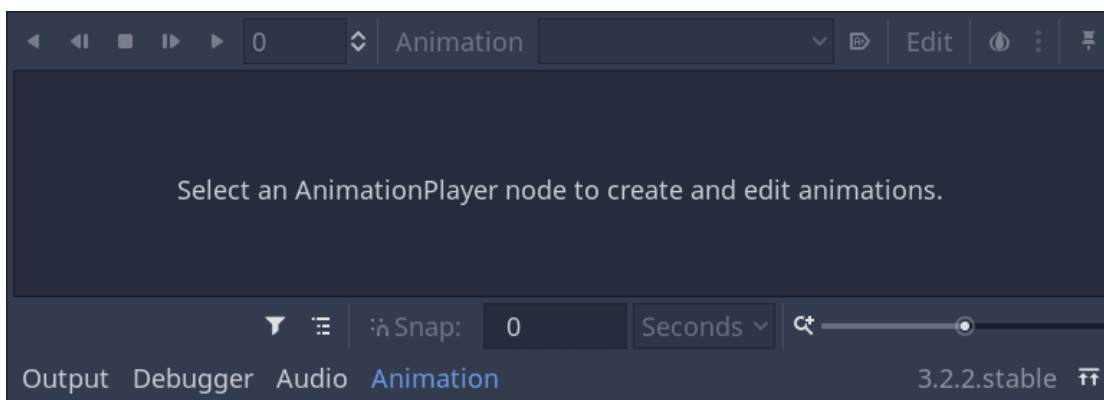 0 Animation Edit
Select an AnimationPlayer node to create and edit animations.
Snap: 0 Seconds
Output Debugger Audio Animation 3.2.2.stable